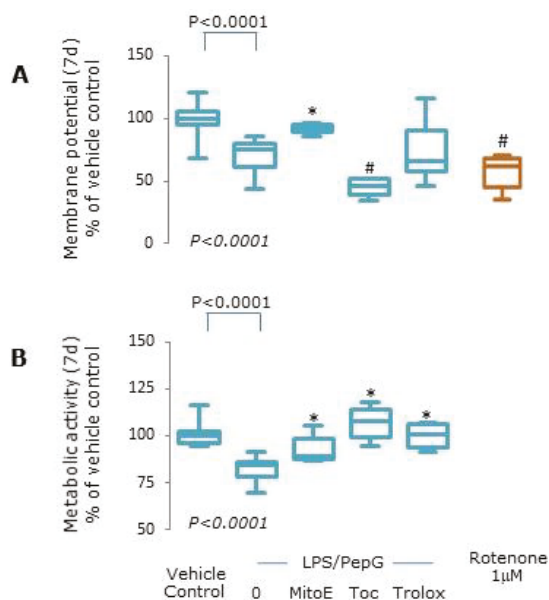 P<0.0001
A
Membrane potential (7d)
% of vehicle control
150
100
50
0
*
#
#
P<0.0001
P<0.0001
B
Metabolic activity (7d)
% of vehicle control
150
125
100
75
50
*
*
*
P<0.0001
Vehicle
Control
LPS/PepG
0 MitoE Toc Trolox
Rotenone
1µM